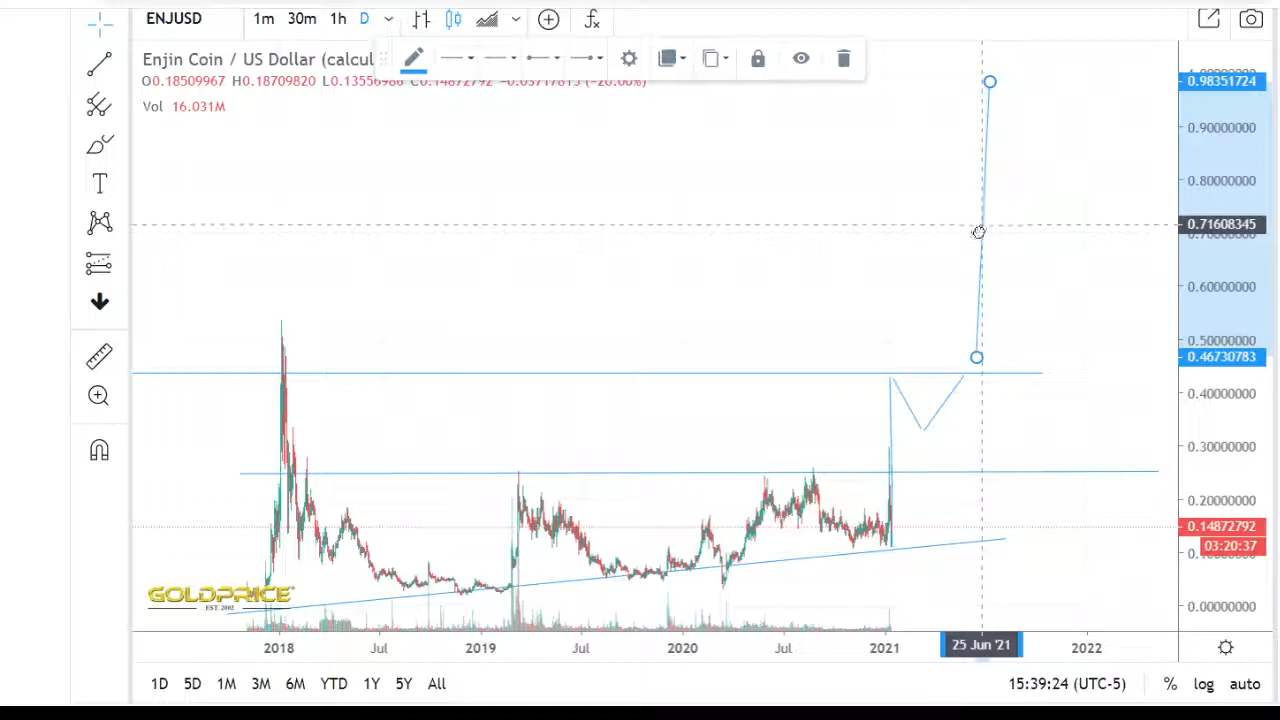 ENJUSD 1m 30m 1h D
Enjin Coin / US Dollar (calcul
O0.18509967 H0.18709820 L0.13556986 C0.14872792 −0.03717815 (−20.00%)
Vol 16.031M
0.98351724
0.90000000
0.80000000
0.71608345
0.60000000
0.50000000
0.46730783
0.40000000
0.30000000
0.20000000
0.14872792
03:20:37
0.00000000
GOLDPRICE
EST. 2002
2018 Jul 2019 Jul 2020 Jul 2021 25 Jun '21 2022
1D 5D 1M 3M 6M YTD 1Y 5Y All 15:39:24 (UTC-5) % log auto